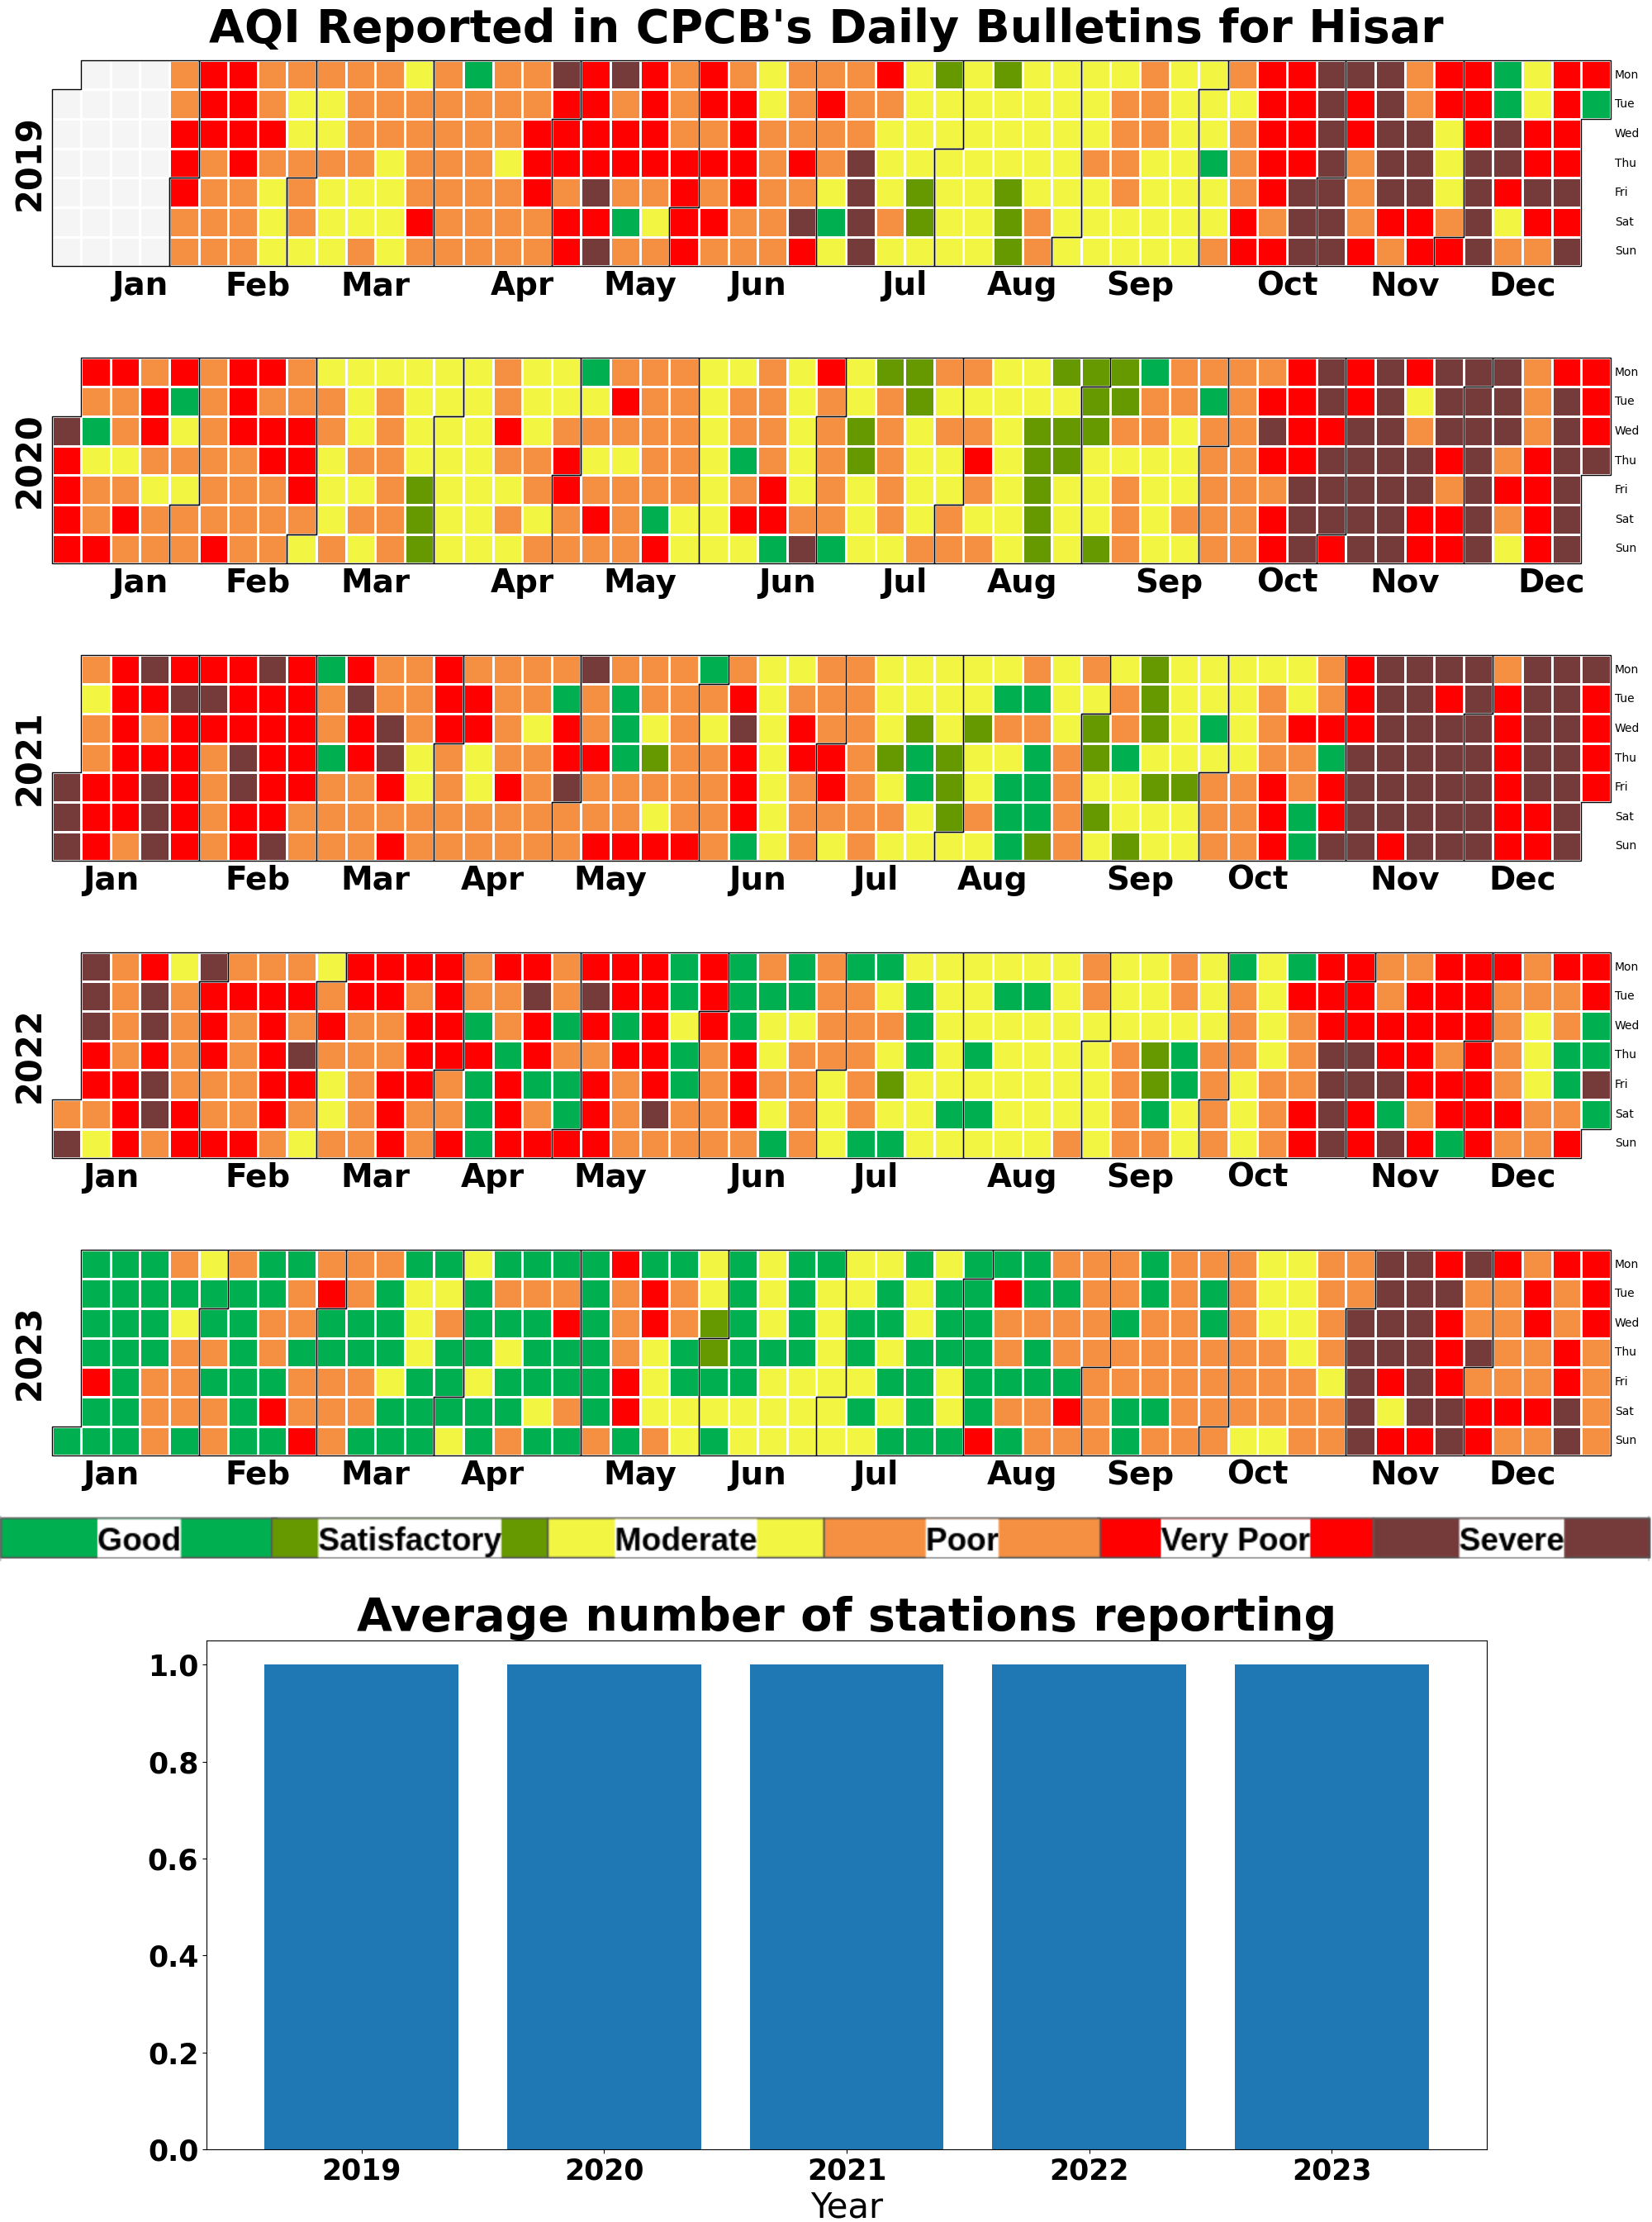 AQI Reported in CPCB's Daily Bulletins for Hisar
2019
Mon
Tue
Wed
Thu
Fri
Sat
Sun
Jan Feb Mar Apr May Jun Jul Aug Sep Oct Nov Dec
2020
Mon
Tue
Wed
Thu
Fri
Sat
Sun
Jan Feb Mar Apr May Jun Jul Aug Sep Oct Nov Dec
2021
Mon
Tue
Wed
Thu
Fri
Sat
Sun
Jan Feb Mar Apr May Jun Jul Aug Sep Oct Nov Dec
2022
Mon
Tue
Wed
Thu
Fri
Sat
Sun
Jan Feb Mar Apr May Jun Jul Aug Sep Oct Nov Dec
2023
Mon
Tue
Wed
Thu
Fri
Sat
Sun
Jan Feb Mar Apr May Jun Jul Aug Sep Oct Nov Dec
Good Satisfactory Moderate Poor Very Poor Severe
Average number of stations reporting
1.0
0.8
0.6
0.4
0.2
0.0
2019 2020 2021 2022 2023
Year